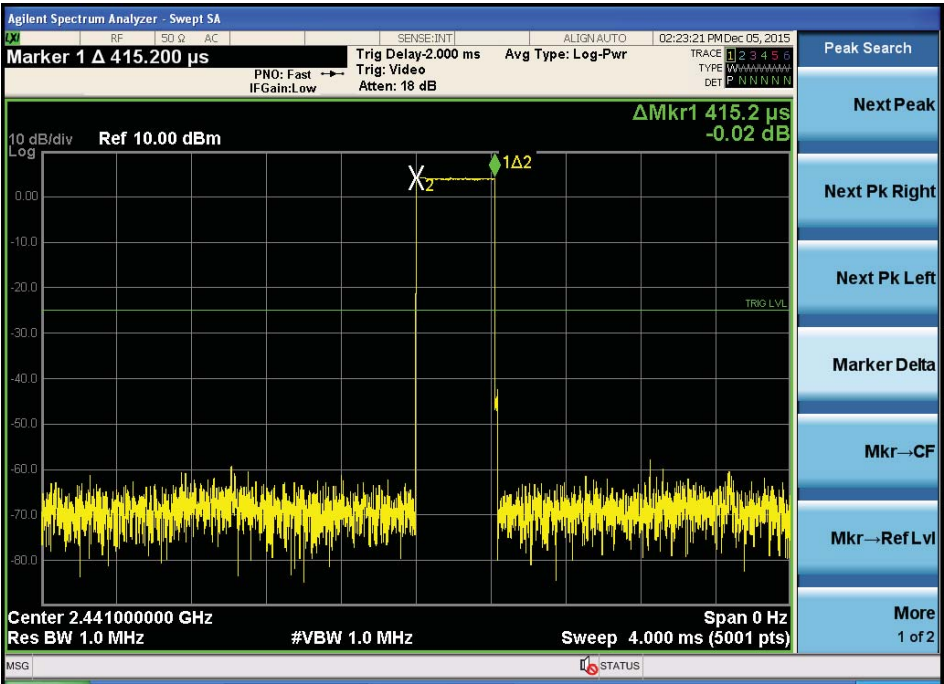 Agilent Spectrum Analyzer - Swept SA
LXI RF 50 Ω AC SENSE:INT ALIGN AUTO 02:23:21 PM Dec 05, 2015
Marker 1 Δ 415.200 µs
PNO: Fast
IFGain:Low
Trig Delay-2.000 ms
Trig: Video
Atten: 18 dB
Avg Type: Log-Pwr
TRACE 1 2 3 4 5 6
TYPE WWWWWW
DET P N N N N N
Peak Search
Next Peak
Next Pk Right
Next Pk Left
Marker Delta
Mkr→CF
Mkr→Ref Lvl
More
1 of 2
ΔMkr1 415.2 µs
-0.02 dB
10 dB/div Ref 10.00 dBm
Log
1Δ2
X2
0.00
-10.0
-20.0
TRIG LVL
-30.0
-40.0
-50.0
-60.0
-70.0
-80.0
Center 2.441000000 GHz Span 0 Hz
Res BW 1.0 MHz #VBW 1.0 MHz Sweep 4.000 ms (5001 pts)
MSG STATUS